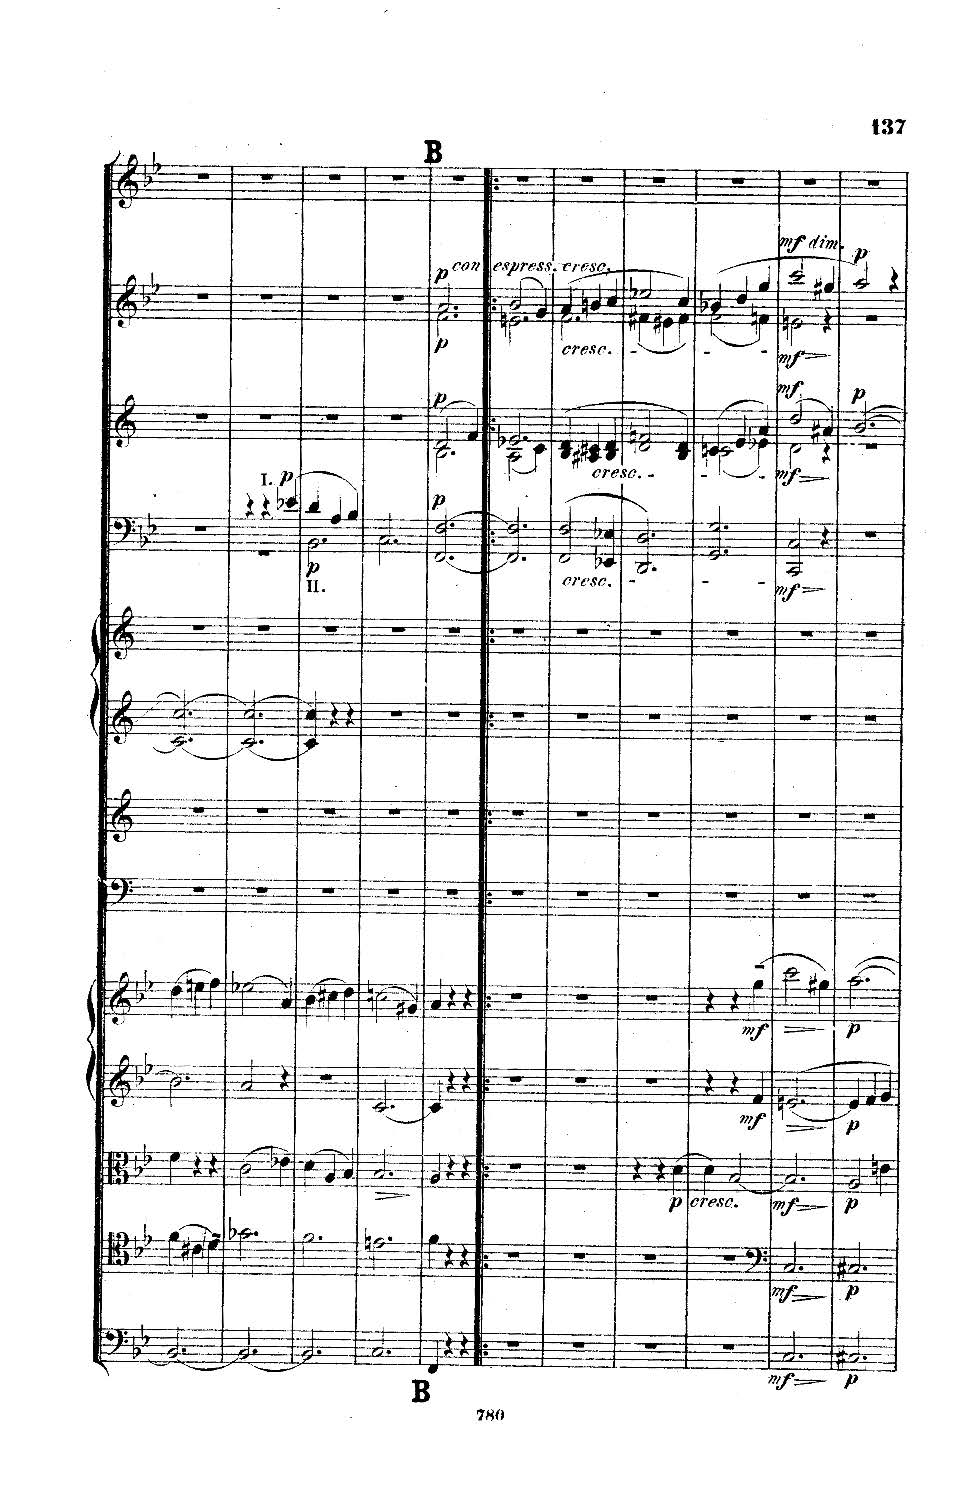 137
B
mf dim.
p con espress. cresc. p
p cresc. mf
mf
p p
cresc. mf
I. p p
p cresc. mf
II.
mf p
mf p
p cresc. mf p
mf p
mf p
B
780